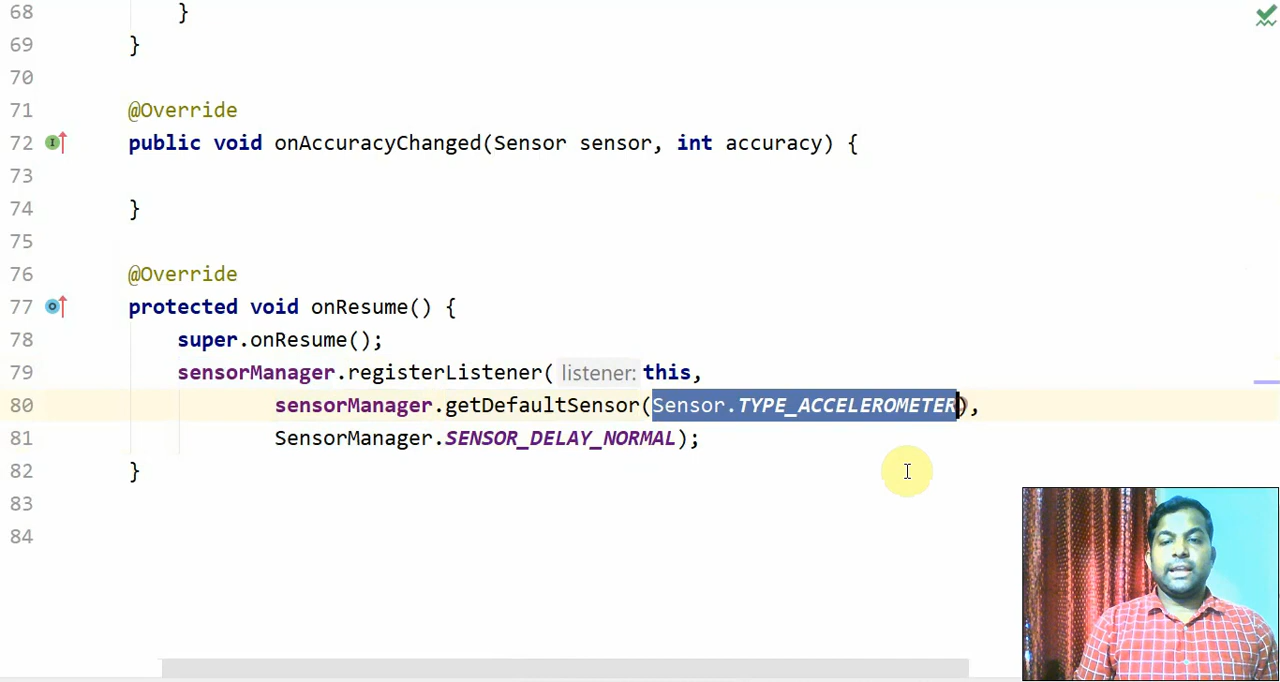 68 }
69 }
70
71 @Override
72 public void onAccuracyChanged(Sensor sensor, int accuracy) {
73
74 }
75
76 @Override
77 protected void onResume() {
78 super.onResume();
79 sensorManager.registerListener( listener: this,
80 sensorManager.getDefaultSensor(Sensor.TYPE_ACCELEROMETER),
81 SensorManager.SENSOR_DELAY_NORMAL);
82 }
83
84